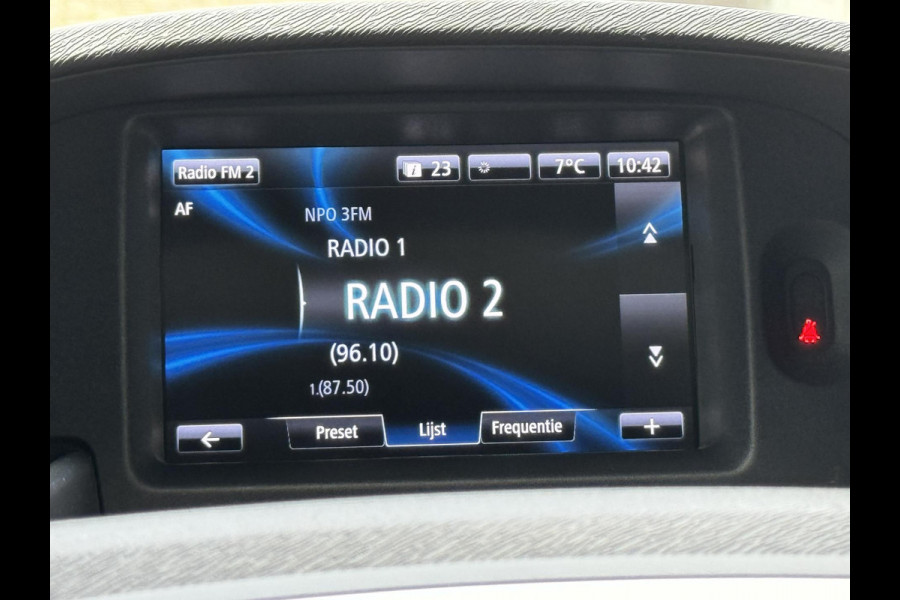 Radio FM 2
i 23
7°C
10:42
AF
NPO 3FM
RADIO 1
RADIO 2
(96.10)
1.(87.50)
Preset
Lijst
Frequentie
+